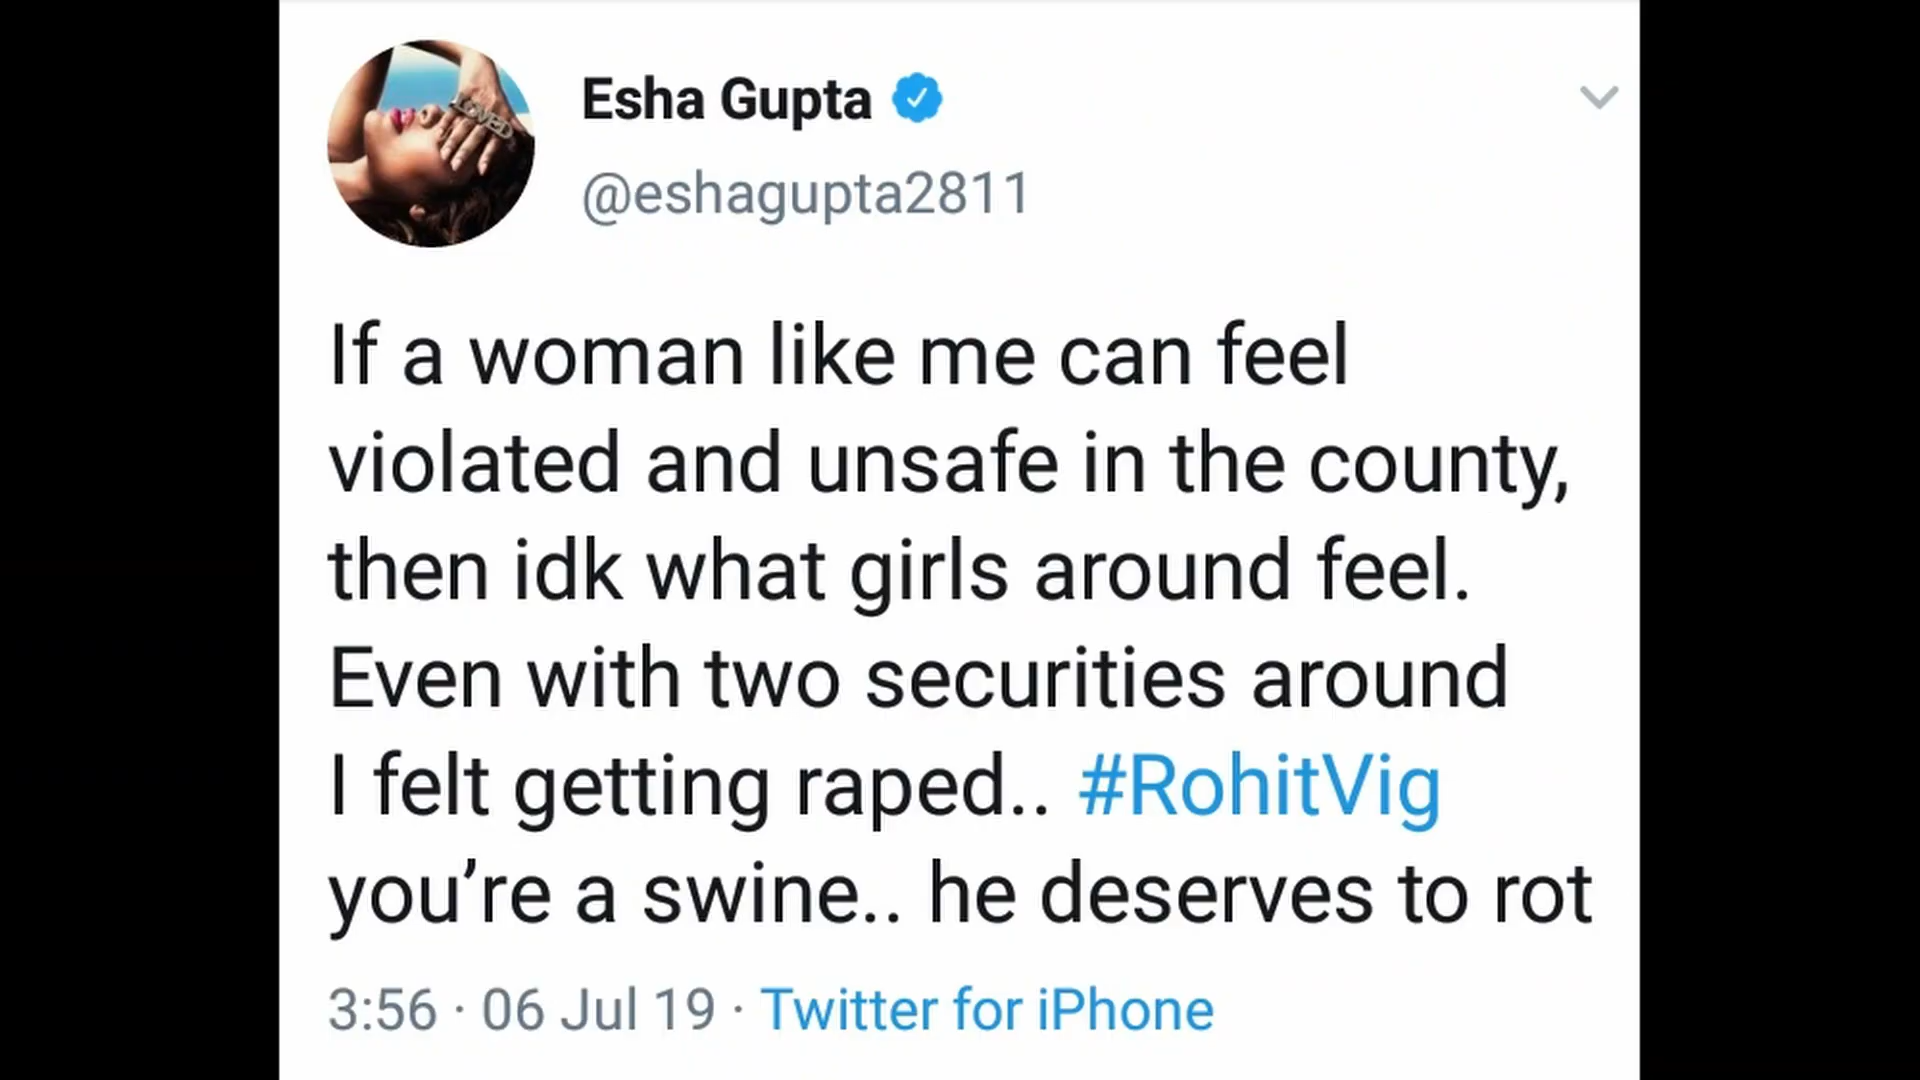 Esha Gupta
@eshagupta2811
If a woman like me can feel
violated and unsafe in the county,
then idk what girls around feel.
Even with two securities around
I felt getting raped.. #RohitVig
you’re a swine.. he deserves to rot
3:56 · 06 Jul 19 · Twitter for iPhone
LOVED